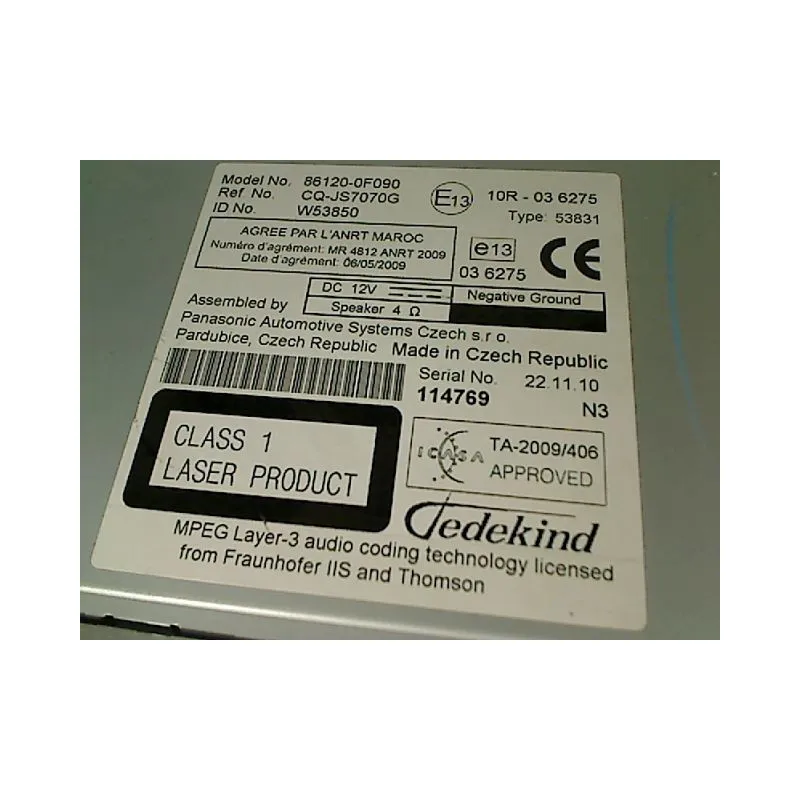 Model No. 86120-0F090
Ref No. CQ-JS7070G
ID No. W53850
E13
10R - 03 6275
Type: 53831
AGREE PAR L'ANRT MAROC
Numéro d'agrément: MR 4812 ANRT 2009
Date d'agrément: 06/05/2009
e13
03 6275
CE
DC 12V
Negative Ground
Speaker 4 Ω
Assembled by
Panasonic Automotive Systems Czech s.r.o.
Pardubice, Czech Republic Made in Czech Republic
Serial No. 22.11.10
114769 N3
CLASS 1
LASER PRODUCT
ICASA
TA-2009/406
APPROVED
Tedekind
MPEG Layer-3 audio coding technology licensed
from Fraunhofer IIS and Thomson